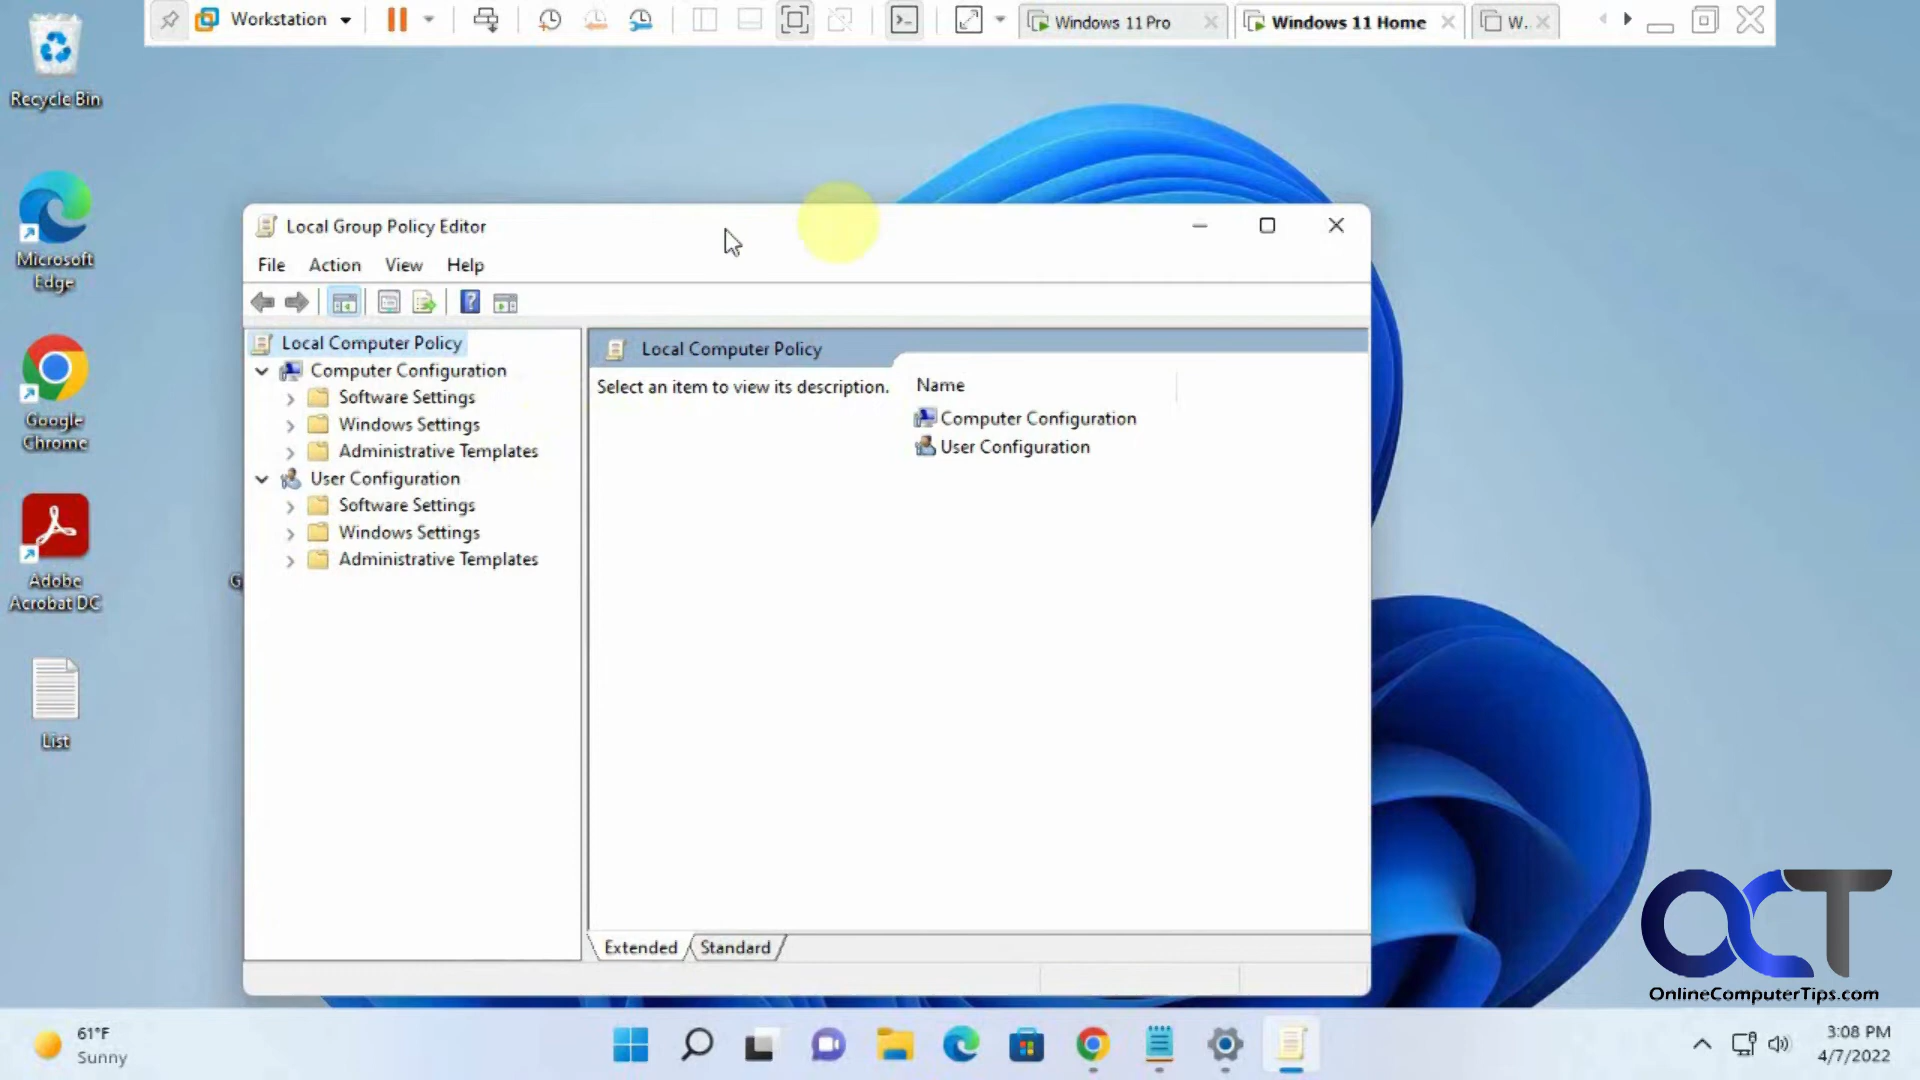 Workstation
Windows 11 Pro
Windows 11 Home
W.
Recycle Bin
Microsoft
Edge
Google
Chrome
Adobe
Acrobat DC
List
G
Local Group Policy Editor
File Action View Help
Local Computer Policy
Computer Configuration
Software Settings
Windows Settings
Administrative Templates
User Configuration
Software Settings
Windows Settings
Administrative Templates
Local Computer Policy
Select an item to view its description.
Name
Computer Configuration
User Configuration
Extended Standard
OCT
OnlineComputerTips.com
61°F
Sunny
3:08 PM
4/7/2022